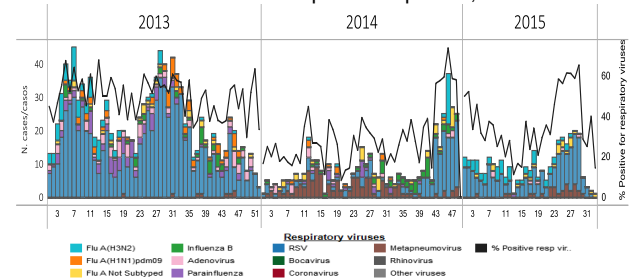 2013 2014 2015
N. cases/casos
40
30
20
10
0
% Positive for respiratory viruses
60
40
20
0
3 7 11 15 19 23 27 31 35 39 43 47 51 3 7 11 15 19 23 27 31 35 39 43 47 3 7 11 15 19 23 27 31
Respiratory viruses
Flu A(H3N2) Influenza B RSV Metapneumovirus % Positive resp vir..
Flu A(H1N1)pdm09 Adenovirus Bocavirus Rhinovirus
Flu A Not Subtyped Parainfluenza Coronavirus Other viruses